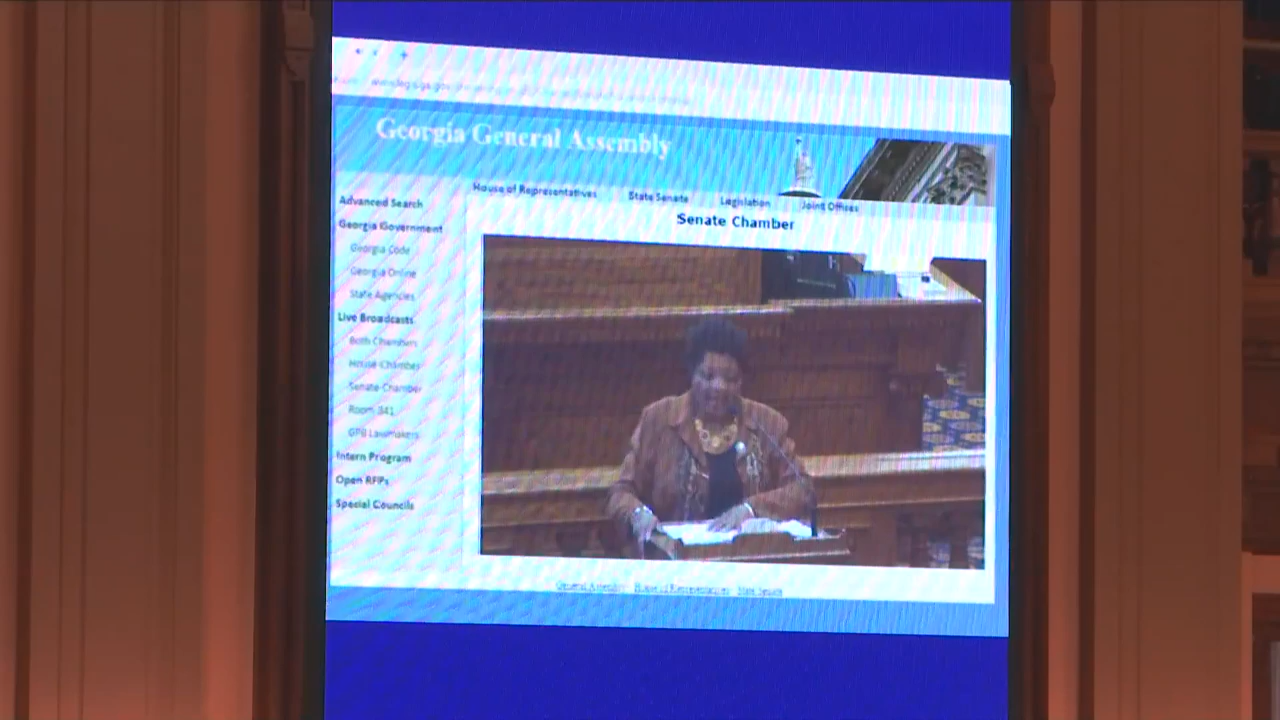 Georgia General Assembly
House of Representatives State Senate Legislation Joint Offices
Senate Chamber
Advanced Search
Georgia Government
Georgia Code
Georgia Online
State Agencies
Live Broadcasts
Both Chambers
House Chamber
Senate Chamber
Room 341
GPB Lawmakers
Intern Program
Open RFPs
Special Councils
General Assembly House of Representatives State Senate